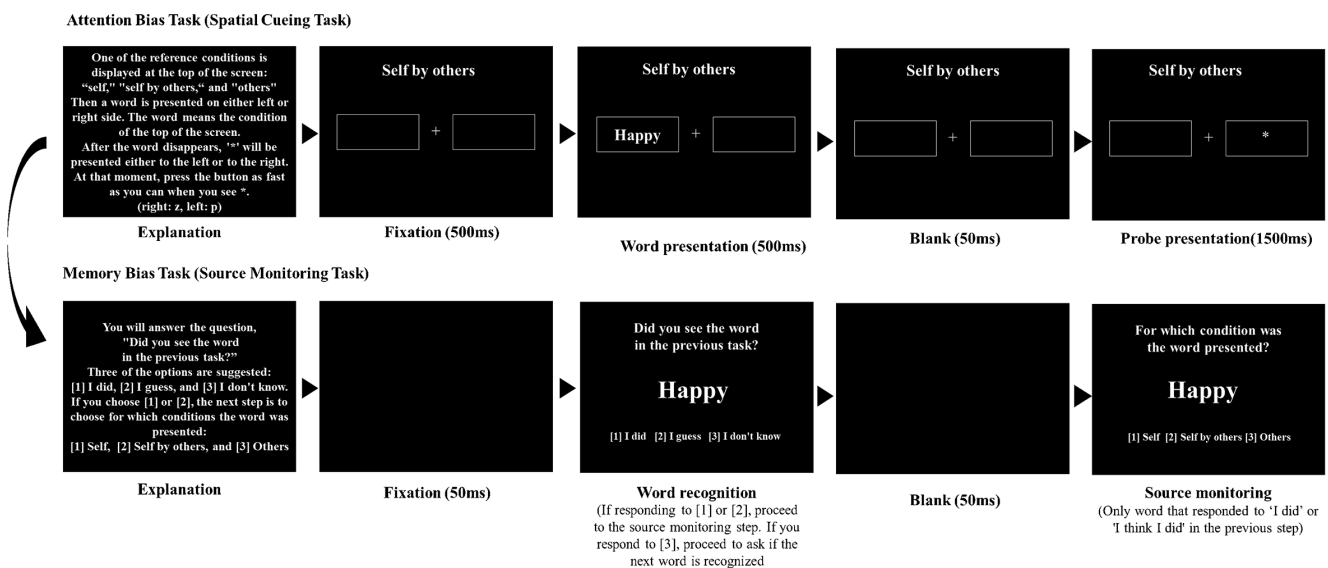 Attention Bias Task (Spatial Cueing Task)
One of the reference conditions is
displayed at the top of the screen:
“self," "self by others,“ and "others"
Then a word is presented on either left or
right side. The word means the condition
of the top of the screen.
After the word disappears, '*' will be
presented either to the left or to the right.
At that moment, press the button as fast
as you can when you see *.
(right: z, left: p)
Explanation
Self by others
+
Fixation (500ms)
Self by others
Happy +
Word presentation (500ms)
Self by others
+
Blank (50ms)
Self by others
+ *
Probe presentation(1500ms)
Memory Bias Task (Source Monitoring Task)
You will answer the question,
"Did you see the word
in the previous task?”
Three of the options are suggested:
[1] I did, [2] I guess, and [3] I don't know.
If you choose [1] or [2], the next step is to
choose for which conditions the word was
presented:
[1] Self, [2] Self by others, and [3] Others
Explanation
Fixation (50ms)
Did you see the word
in the previous task?
Happy
[1] I did [2] I guess [3] I don't know
Word recognition
(If responding to [1] or [2], proceed
to the source monitoring step. If you
respond to [3], proceed to ask if the
next word is recognized
Blank (50ms)
For which condition was
the word presented?
Happy
[1] Self [2] Self by others [3] Others
Source monitoring
(Only word that responded to ‘I did’ or
'I think I did' in the previous step)